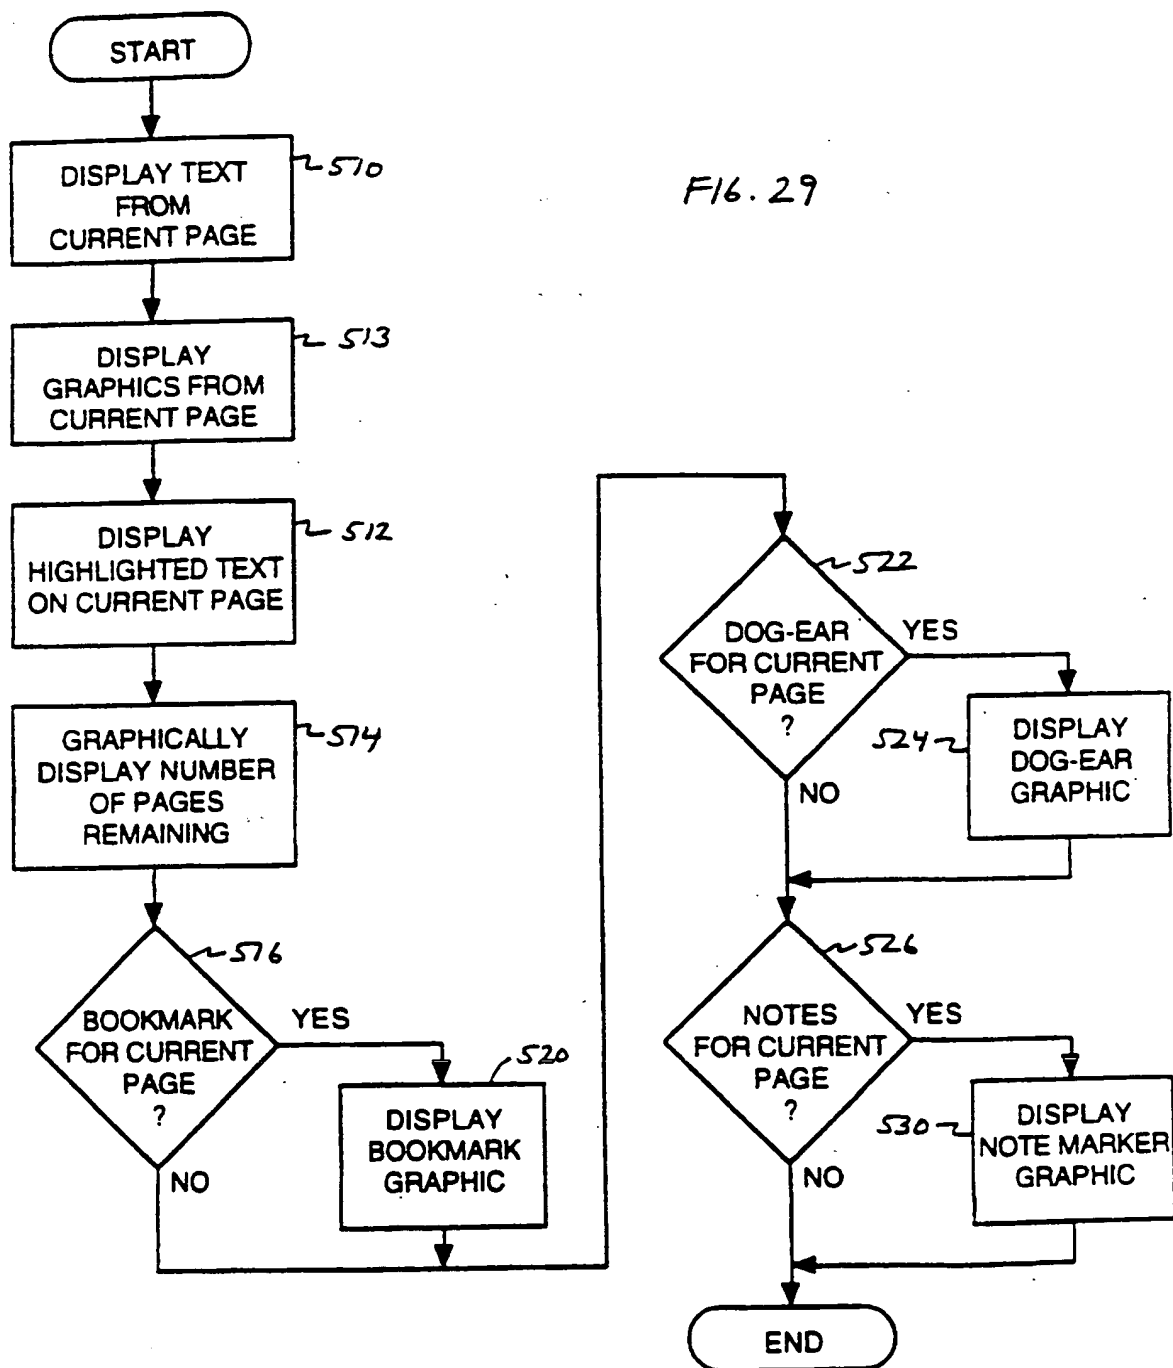 START
DISPLAY TEXT
FROM
CURRENT PAGE
510
FIG. 29
DISPLAY
GRAPHICS FROM
CURRENT PAGE
513
DISPLAY
HIGHLIGHTED TEXT
ON CURRENT PAGE
512
GRAPHICALLY
DISPLAY NUMBER
OF PAGES
REMAINING
514
BOOKMARK
FOR CURRENT
PAGE
?
516
YES
NO
DISPLAY
BOOKMARK
GRAPHIC
520
DOG-EAR
FOR CURRENT
PAGE
?
522
YES
NO
DISPLAY
DOG-EAR
GRAPHIC
524
NOTES
FOR CURRENT
PAGE
?
526
YES
NO
DISPLAY
NOTE MARKER
GRAPHIC
530
END